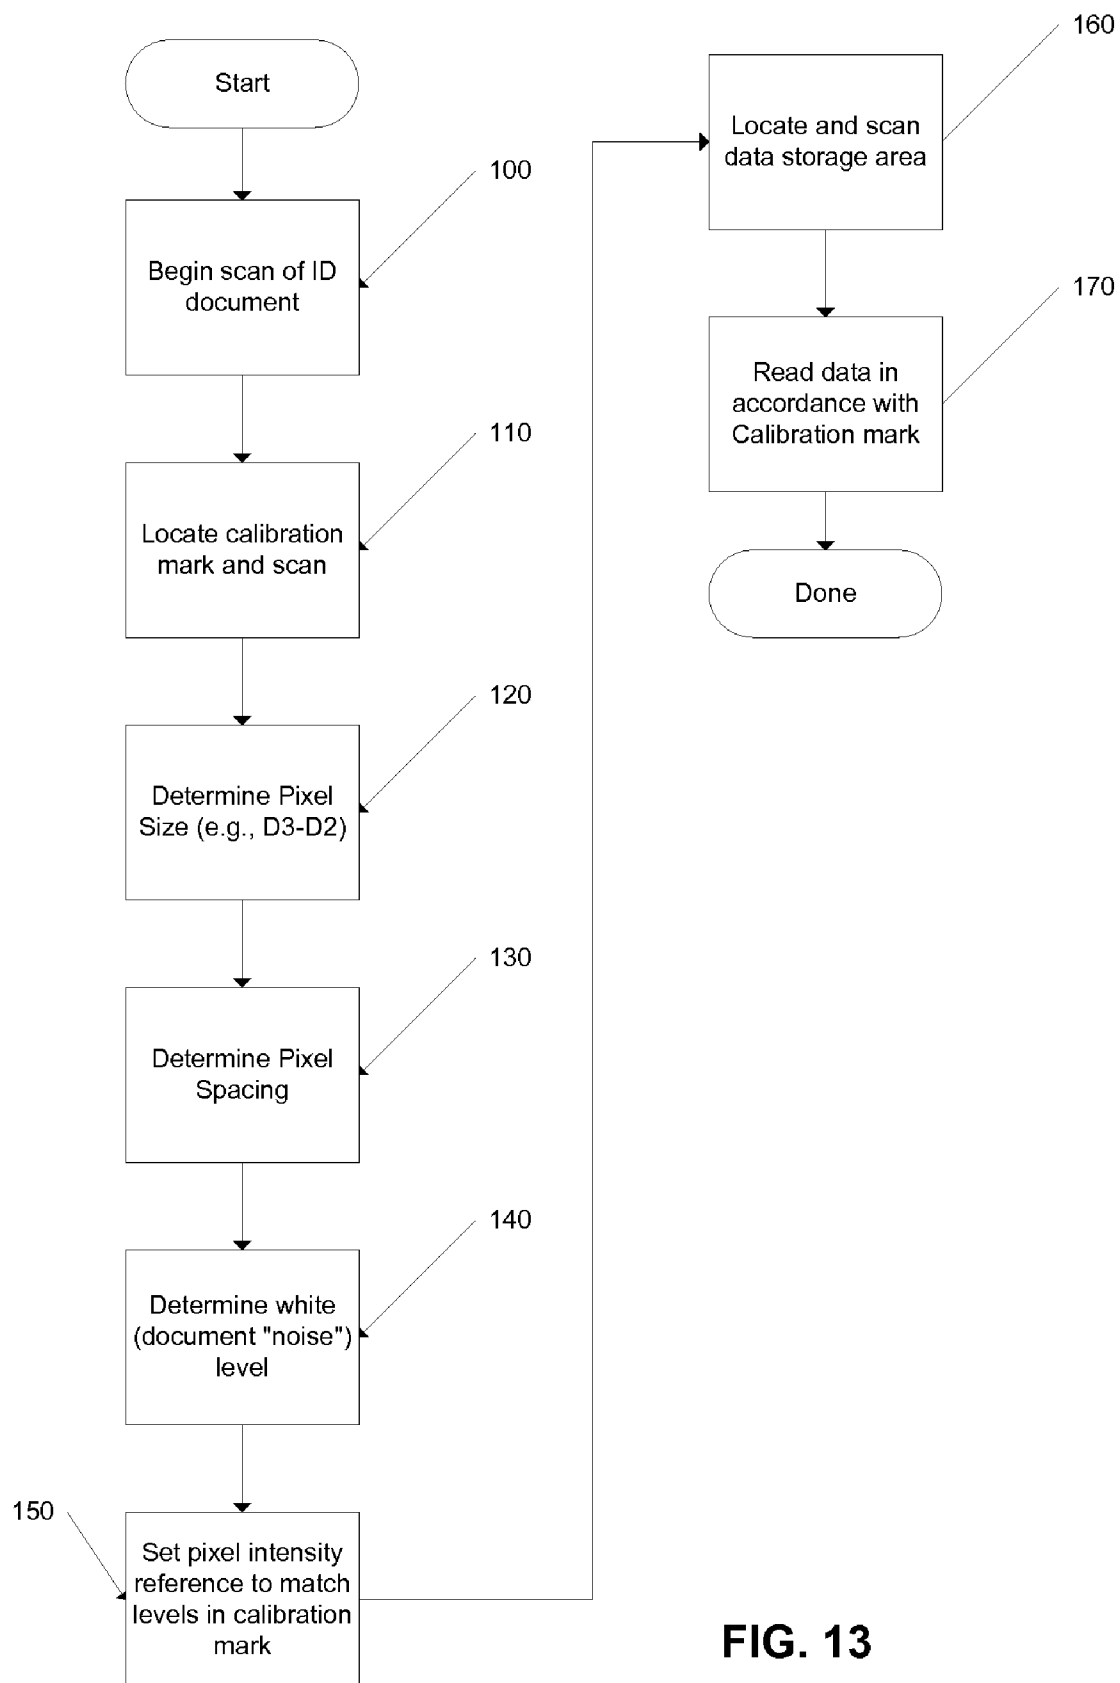 Start
100
Begin scan of ID
document
110
Locate calibration
mark and scan
120
Determine Pixel
Size (e.g., D3-D2)
130
Determine Pixel
Spacing
140
Determine white
(document "noise")
level
150
Set pixel intensity
reference to match
levels in calibration
mark
160
Locate and scan
data storage area
170
Read data in
accordance with
Calibration mark
Done
FIG. 13